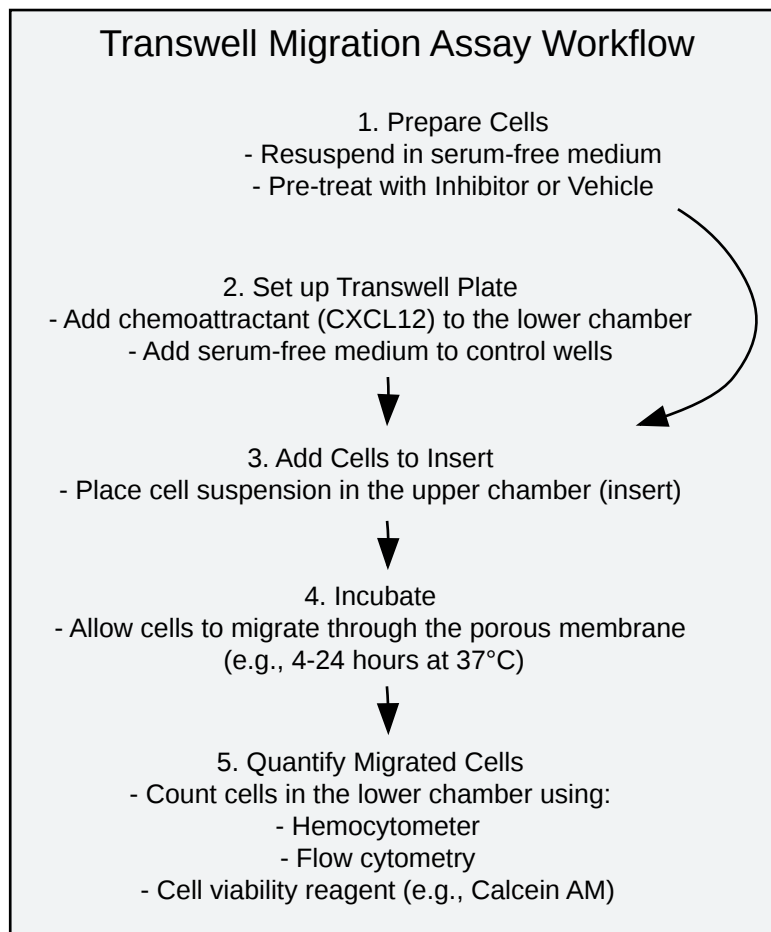 Transwell Migration Assay Workflow
1. Prepare Cells
- Resuspend in serum-free medium
- Pre-treat with Inhibitor or Vehicle
2. Set up Transwell Plate
- Add chemoattractant (CXCL12) to the lower chamber
- Add serum-free medium to control wells
3. Add Cells to Insert
- Place cell suspension in the upper chamber (insert)
4. Incubate
- Allow cells to migrate through the porous membrane
(e.g., 4-24 hours at 37°C)
5. Quantify Migrated Cells
- Count cells in the lower chamber using:
- Hemocytometer
- Flow cytometry
- Cell viability reagent (e.g., Calcein AM)